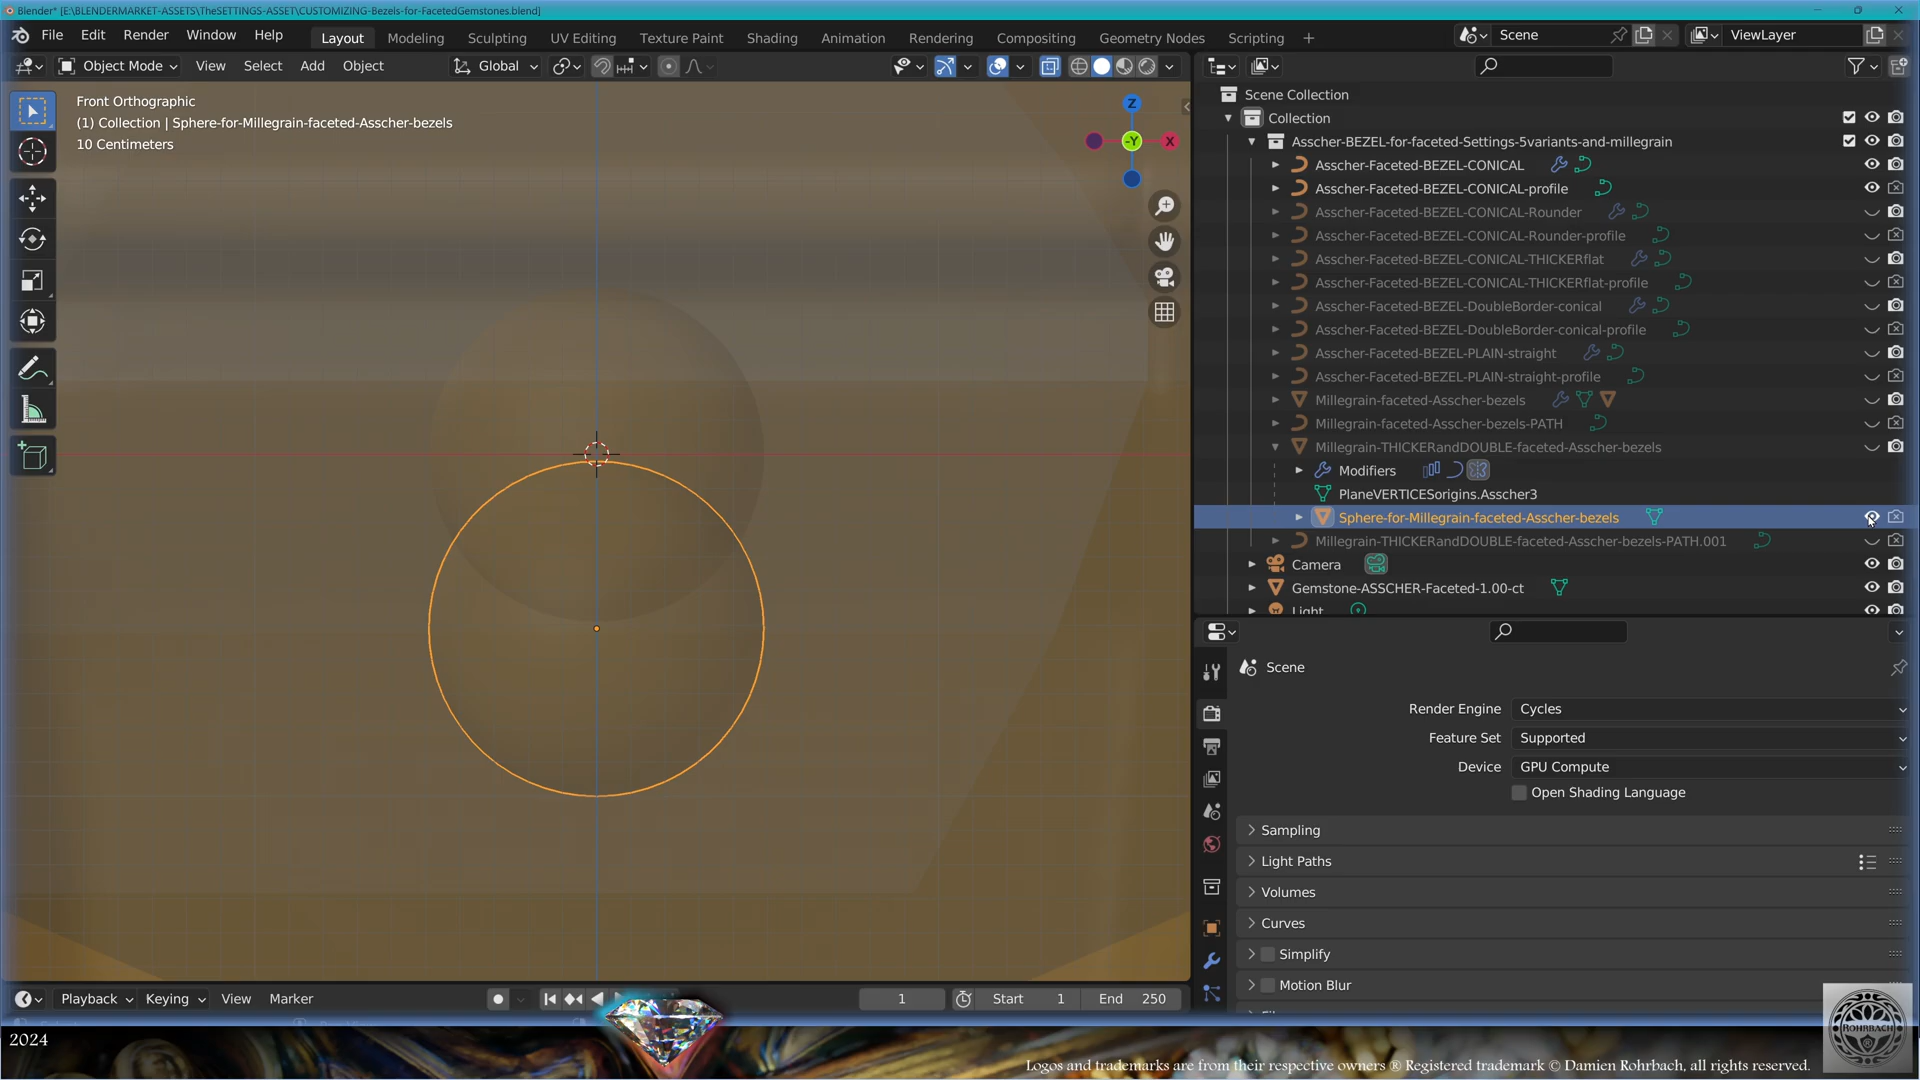 Blender* [E:\BLENDERMARKET-ASSETS\TheSETTINGS-ASSET\CUSTOMIZING-Bezels-for-FacetedGemstones.blend]
File Edit Render Window Help
Layout Modeling Sculpting UV Editing Texture Paint Shading Animation Rendering Compositing Geometry Nodes Scripting +
Scene
ViewLayer
Object Mode View Select Add Object
Global
Front Orthographic
(1) Collection | Sphere-for-Millegrain-faceted-Asscher-bezels
10 Centimeters
Z
-Y
X
Scene Collection
Collection
Asscher-BEZEL-for-faceted-Settings-5variants-and-millegrain
Asscher-Faceted-BEZEL-CONICAL
Asscher-Faceted-BEZEL-CONICAL-profile
Asscher-Faceted-BEZEL-CONICAL-Rounder
Asscher-Faceted-BEZEL-CONICAL-Rounder-profile
Asscher-Faceted-BEZEL-CONICAL-THICKERflat
Asscher-Faceted-BEZEL-CONICAL-THICKERflat-profile
Asscher-Faceted-BEZEL-DoubleBorder-conical
Asscher-Faceted-BEZEL-DoubleBorder-conical-profile
Asscher-Faceted-BEZEL-PLAIN-straight
Asscher-Faceted-BEZEL-PLAIN-straight-profile
Millegrain-faceted-Asscher-bezels
Millegrain-faceted-Asscher-bezels-PATH
Millegrain-THICKERandDOUBLE-faceted-Asscher-bezels
Modifiers
PlaneVERTICESorigins.Asscher3
Sphere-for-Millegrain-faceted-Asscher-bezels
Millegrain-THICKERandDOUBLE-faceted-Asscher-bezels-PATH.001
Camera
Gemstone-ASSCHER-Faceted-1.00-ct
Light
Scene
Render Engine Cycles
Feature Set Supported
Device GPU Compute
Open Shading Language
Sampling
Light Paths
Volumes
Curves
Simplify
Motion Blur
Playback Keying View Marker
1
Start 1
End 250
2024
ROHRBACH
Logos and trademarks are from their respective owners ® Registered trademark © Damien Rohrbach, all rights reserved.